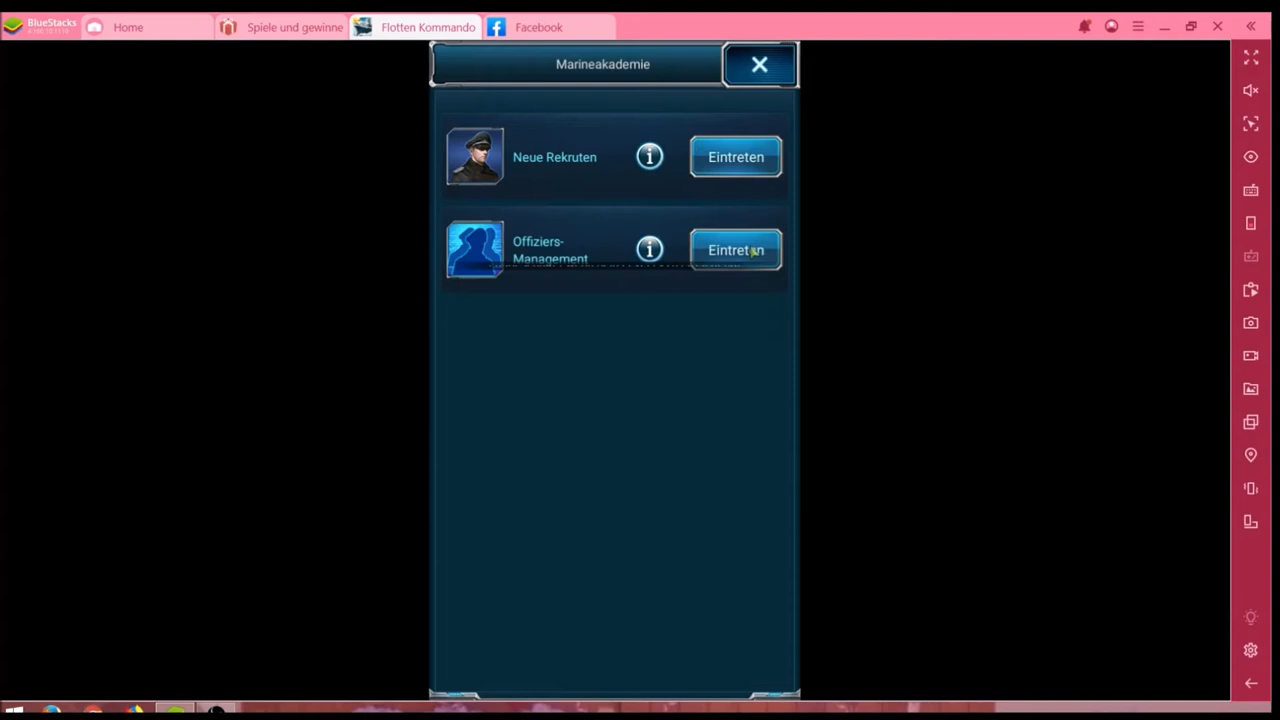 BlueStacks
Home
Spiele und gewinne
Flotten Kommando
Facebook
Marineakademie
Neue Rekruten
Eintreten
Offiziers-
Management
Eintreten